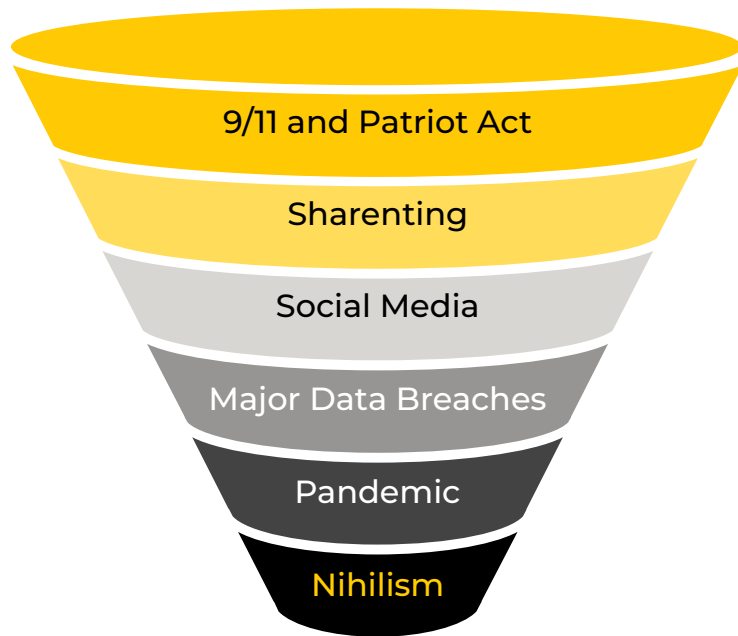 9/11 and Patriot Act
Sharenting
Social Media
Major Data Breaches
Pandemic
Nihilism